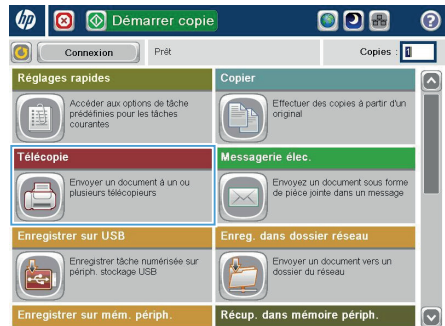 hp Démarrer copie ?
Connexion Prêt Copies : 1
Réglages rapides
Accéder aux options de tâche
prédéfinies pour les tâches
courantes
Copier
Effectuer des copies à partir d'un
original
Télécopie
Envoyer un document à un ou
plusieurs télécopieurs
Messagerie élec.
Envoyez un document sous forme
de pièce jointe dans un message
Enregistrer sur USB
Enregistrer tâche numérisée sur
périph. stockage USB
Enreg. dans dossier réseau
Envoyer un document vers un
dossier du réseau
Enregistrer sur mém. périph.
Récup. dans mémoire périph.